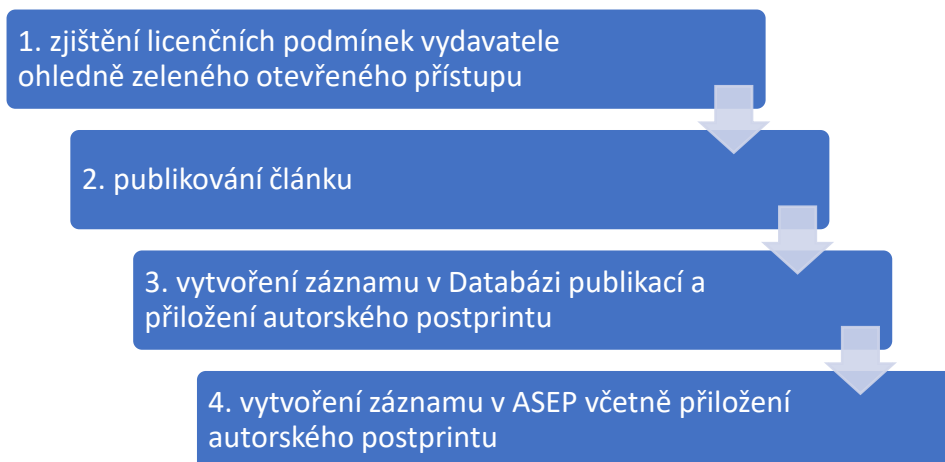 1. zjištění licenčních podmínek vydavatele
ohledně zeleného otevřeného přístupu
2. publikování článku
3. vytvoření záznamu v Databázi publikací a
přiložení autorského postprintu
4. vytvoření záznamu v ASEP včetně přiložení
autorského postprintu